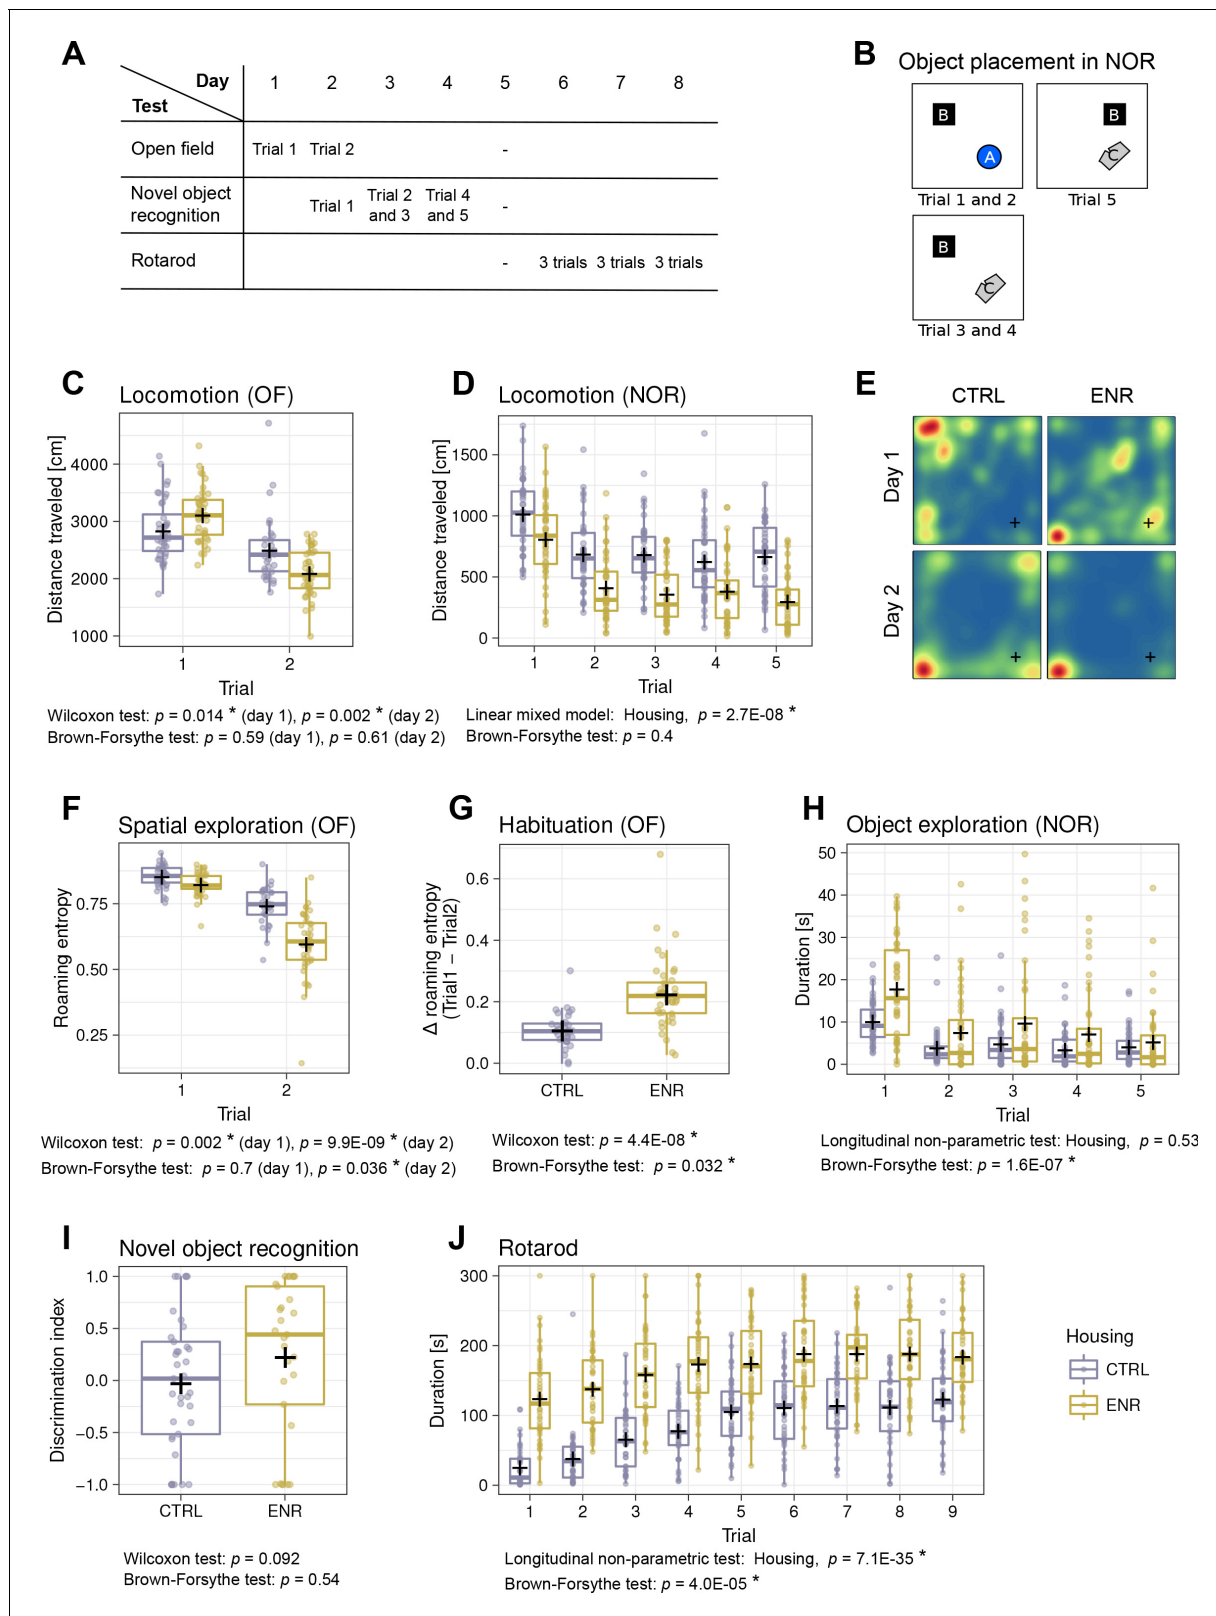 A
Day 1 2 3 4 5 6 7 8
Test
Open field Trial 1 Trial 2 -
Novel object recognition Trial 1 Trial 2 and 3 Trial 4 and 5 -
Rotarod - 3 trials 3 trials 3 trials
B
Object placement in NOR
B
A
Trial 1 and 2
B
C
Trial 5
B
C
Trial 3 and 4
C
Locomotion (OF)
Distance traveled [cm]
4000
3000
2000
1000
1 2
Trial
Wilcoxon test: p = 0.014 * (day 1), p = 0.002 * (day 2)
Brown-Forsythe test: p = 0.59 (day 1), p = 0.61 (day 2)
D
Locomotion (NOR)
Distance traveled [cm]
1500
1000
500
0
1 2 3 4 5
Trial
Linear mixed model: Housing, p = 2.7E-08 *
Brown-Forsythe test: p = 0.4
E
CTRL ENR
Day 1
Day 2
F
Spatial exploration (OF)
Roaming entropy
0.75
0.50
0.25
1 2
Trial
Wilcoxon test: p = 0.002 * (day 1), p = 9.9E-09 * (day 2)
Brown-Forsythe test: p = 0.7 (day 1), p = 0.036 * (day 2)
G
Habituation (OF)
Δ roaming entropy
(Trial1 − Trial2)
0.6
0.4
0.2
0.0
CTRL ENR
Wilcoxon test: p = 4.4E-08 *
Brown-Forsythe test: p = 0.032 *
H
Object exploration (NOR)
Duration [s]
50
40
30
20
10
0
1 2 3 4 5
Trial
Longitudinal non-parametric test: Housing, p = 0.53
Brown-Forsythe test: p = 1.6E-07 *
I
Novel object recognition
Discrimination index
1.0
0.5
0.0
−0.5
−1.0
CTRL ENR
Wilcoxon test: p = 0.092
Brown-Forsythe test: p = 0.54
J
Rotarod
Duration [s]
300
200
100
0
1 2 3 4 5 6 7 8 9
Trial
Longitudinal non-parametric test: Housing, p = 7.1E-35 *
Brown-Forsythe test: p = 4.0E-05 *
Housing
CTRL
ENR